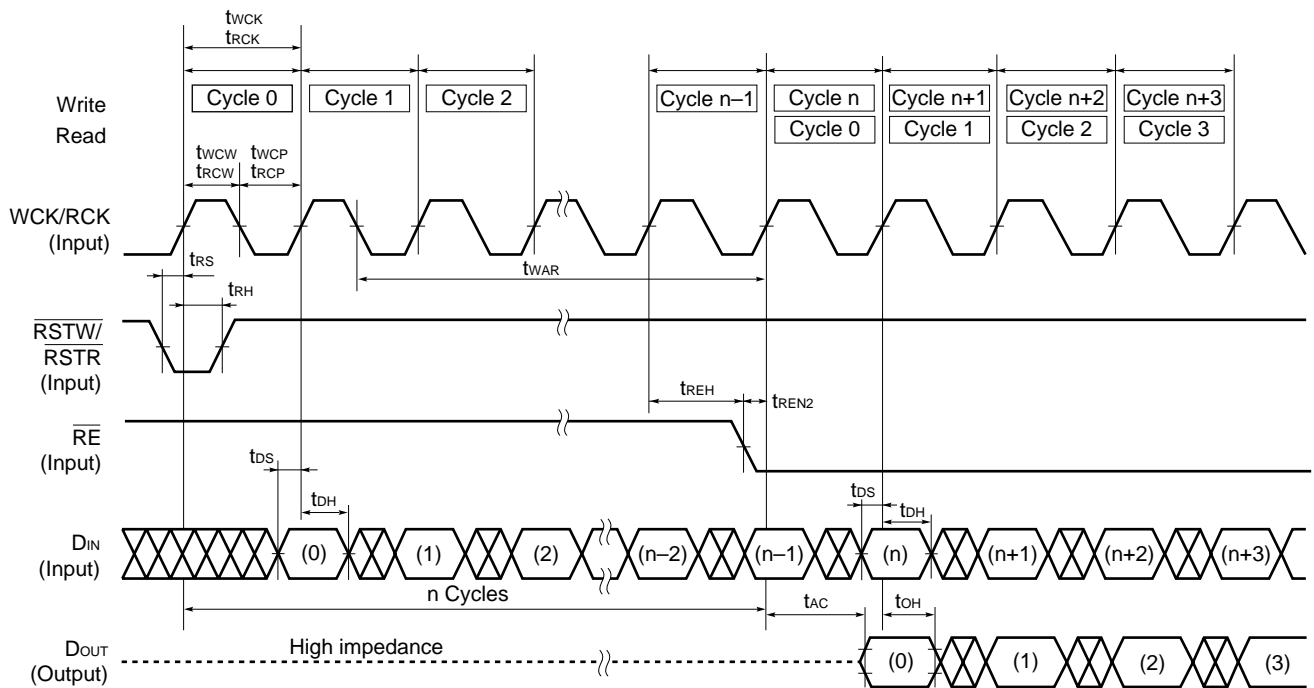 tWCK
tRCK
Write Cycle 0 Cycle 1 Cycle 2 Cycle n–1 Cycle n Cycle n+1 Cycle n+2 Cycle n+3
Read Cycle 0 Cycle 1 Cycle 2 Cycle 3
tWCW tWCP
tRCW tRCP
WCK/RCK
(Input)
tRS
tWAR
tRH
RSTW/
RSTR
(Input)
tREH
tREN2
RE
(Input)
tDS
tDH
tDS
tDH
DIN
(Input)
(0) (1) (2) (n–2) (n–1) (n) (n+1) (n+2) (n+3)
n Cycles
tAC
tOH
DOUT
(Output)
High impedance
(0) (1) (2) (3)